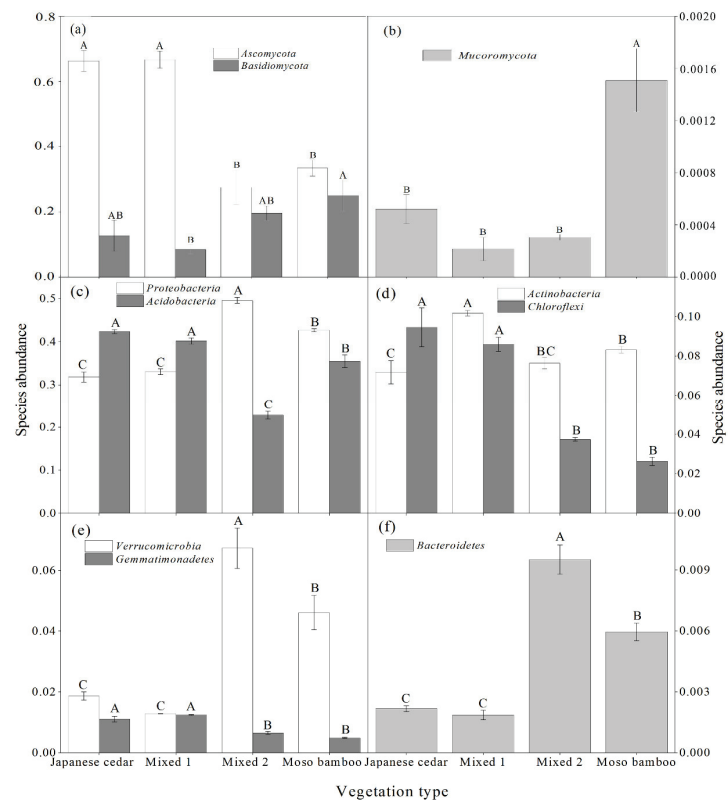 (a)
Ascomycota
Basidiomycota
0.8
0.6
0.4
0.2
0.0
A
AB
A
B
B
AB
B
A
(b)
Mucoromycota
0.0020
0.0016
0.0012
0.0008
0.0004
0.0000
B
B
B
A
(c)
Proteobacteria
Acidobacteria
0.5
0.4
0.3
0.2
0.1
0.0
C
A
C
A
A
C
B
B
(d)
Actinobacteria
Chloroflexi
0.10
0.08
0.06
0.04
0.02
0.00
C
A
A
A
BC
B
B
B
Species abundance
Species abundance
(e)
Verrucomicrobia
Gemmatimonadetes
0.06
0.04
0.02
0.00
C
A
C
A
A
B
B
B
(f)
Bacteroidetes
0.009
0.006
0.003
0.000
C
C
A
B
Japanese cedar Mixed 1 Mixed 2 Moso bamboo Japanese cedar Mixed 1 Mixed 2 Moso bamboo
Vegetation type